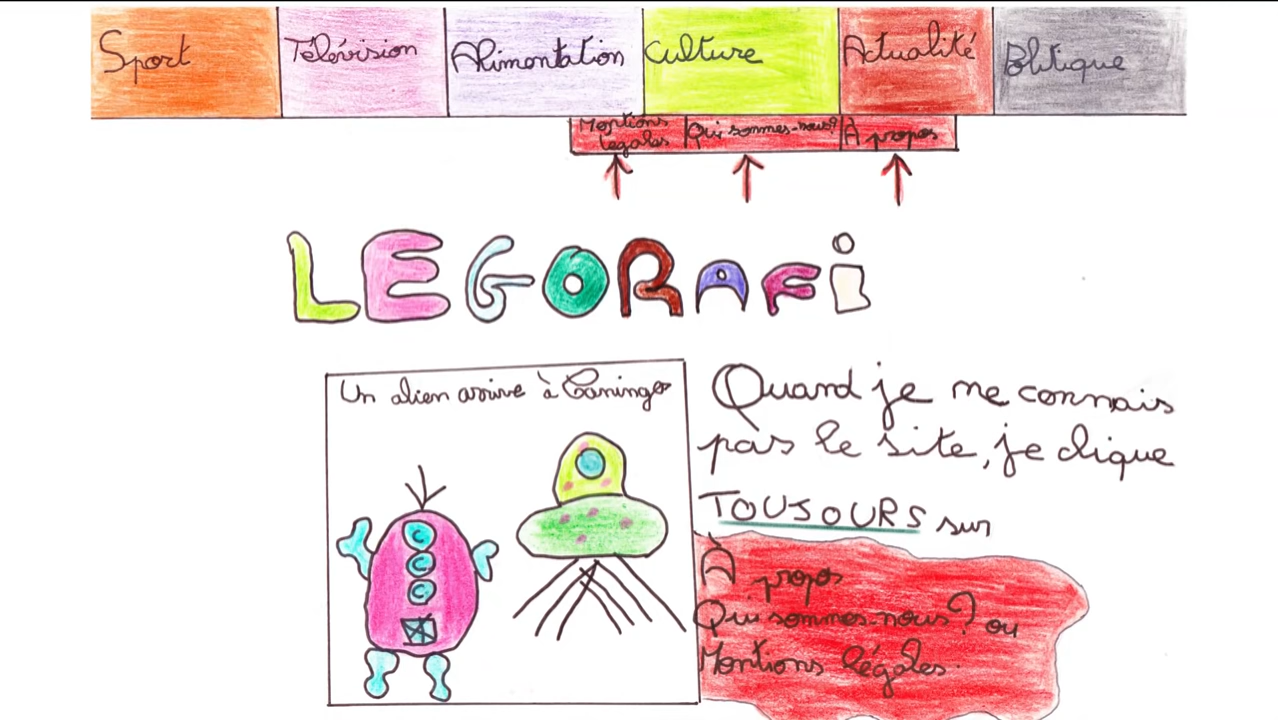 Sport Télévision Alimentation Culture Actualité Politique
Mentions Qui sommes-nous? À propos
légales
LEGORAFi
Un alien arrive à
Quand je me connais
pas le site, je clique
TOUJOURS sur
À propos
Qui sommes-nous? ou
Mentions légales.